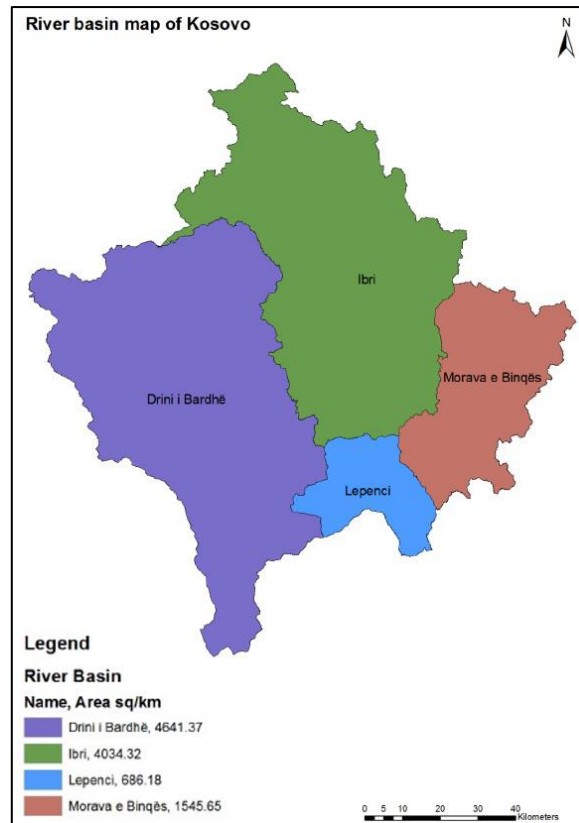 River basin map of Kosovo
N
Ibri
Morava e Binqës
Drini i Bardhë
Lepenci
Legend
River Basin
Name, Area sq/km
Drini i Bardhë, 4641.37
Ibri, 4034.32
Lepenci, 686.18
Morava e Binqës, 1545.65
0 5 10 20 30 40
Kilometers